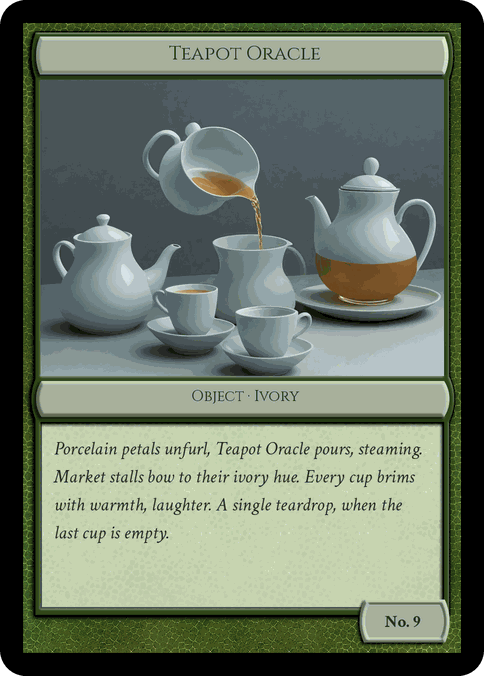 Teapot Oracle
Object · Ivory
Porcelain petals unfurl, Teapot Oracle pours, steaming.
Market stalls bow to their ivory hue. Every cup brims
with warmth, laughter. A single teardrop, when the
last cup is empty.
No. 9